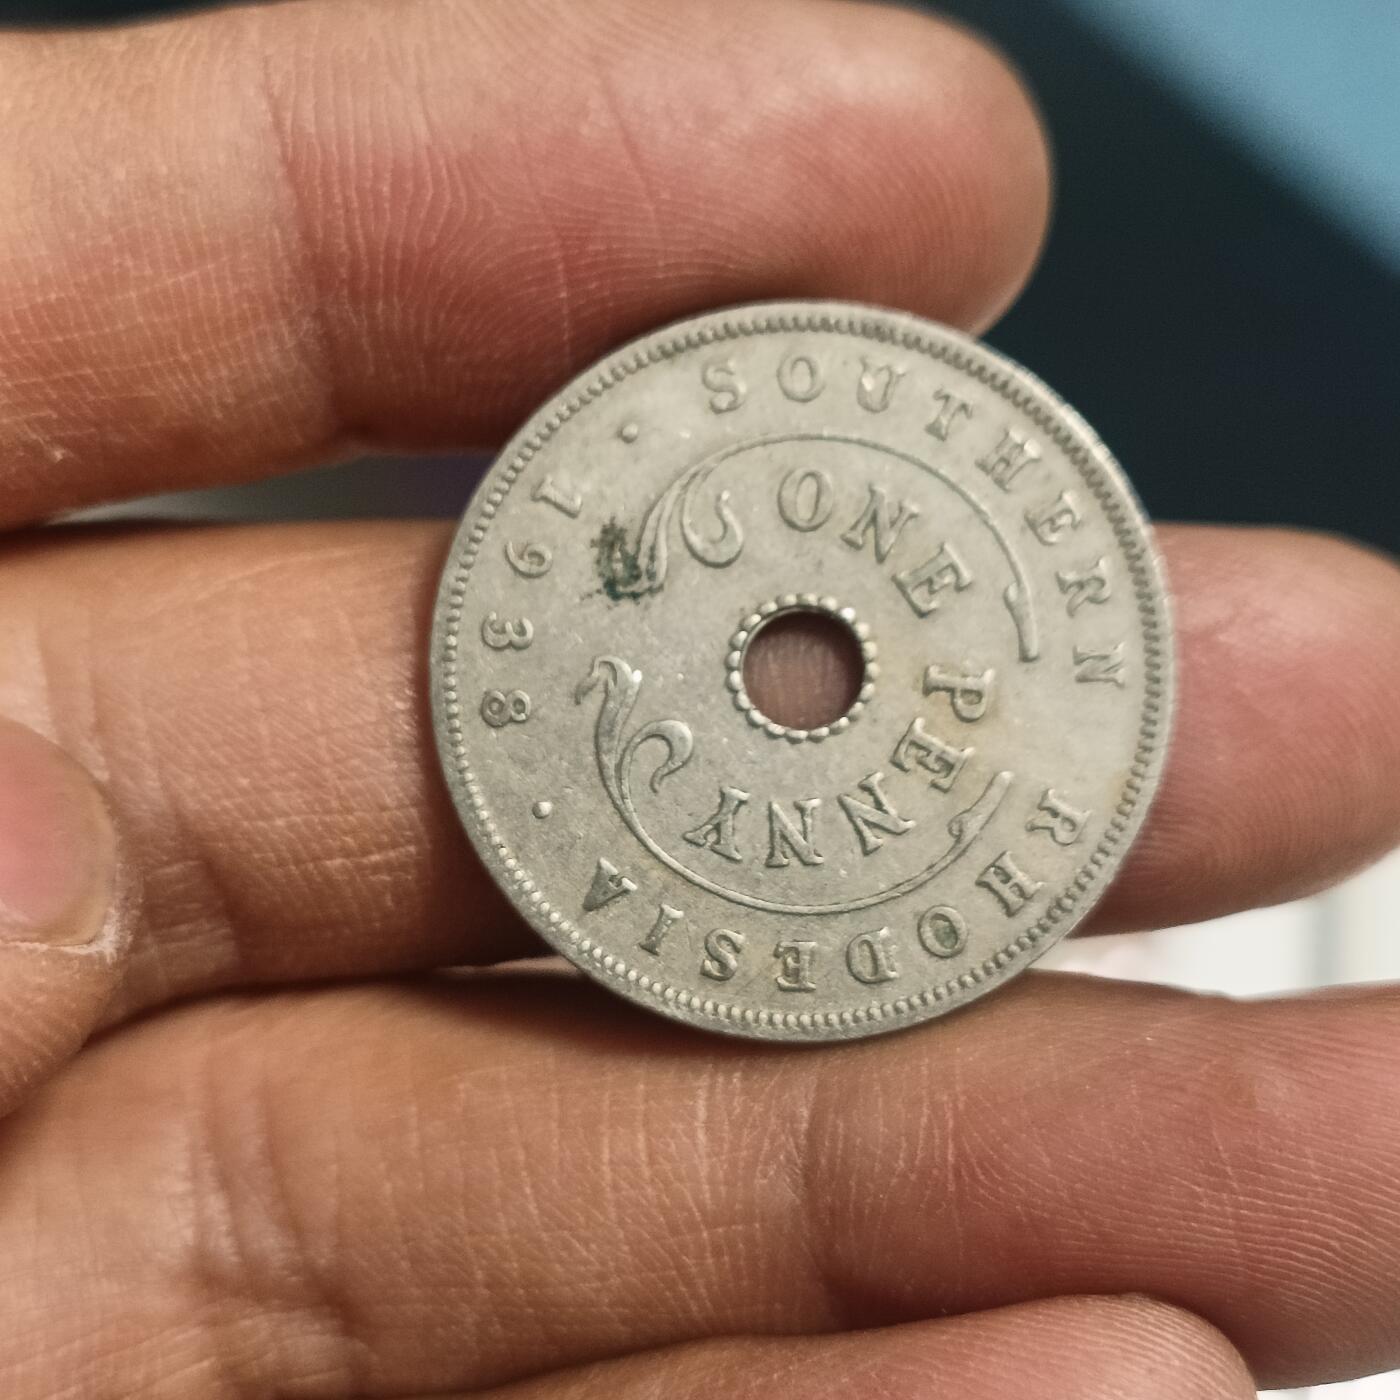 · SOUTHERN RHODESIA ·
1938
ONE PENNY